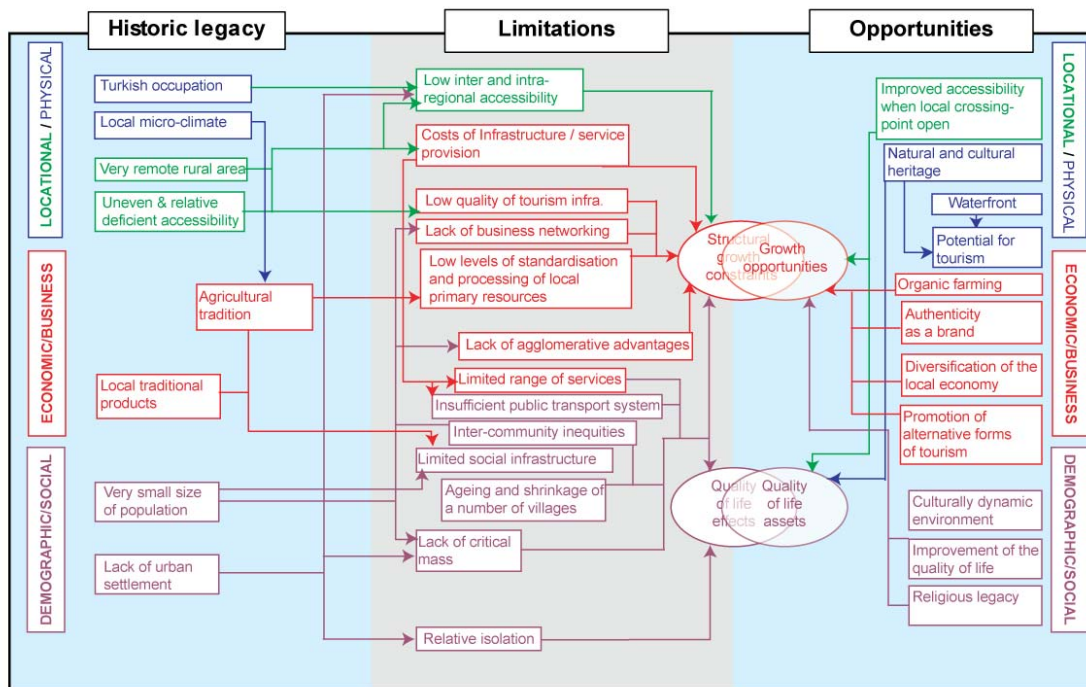 Historic legacy
Limitations
Opportunities
LOCATIONAL / PHYSICAL
ECONOMIC/BUSINESS
DEMOGRAPHIC/SOCIAL
Turkish occupation
Local micro-climate
Very remote rural area
Uneven & relative
deficient accessibility
Agricultural
tradition
Local traditional
products
Very small size of
population
Lack of urban
settlement
Low inter and intra-
regional accessibility
Costs of Infrastructure / service
provision
Low quality of tourism infra.
Lack of business networking
Low levels of standardisation
and processing of local
primary resources
Lack of agglomerative advantages
Limited range of services
Insufficient public transport system
Inter-community inequities
Limited social infrastructure
Ageing and shrinkage of
a number of villages
Lack of critical
mass
Relative isolation
Structural
growth
constraints
Growth
opportunities
Quality
of life
effects
Quality
of life
assets
Improved accessibility
when local crossing-
point open
Natural and cultural
heritage
Waterfront
Potential for
tourism
Organic farming
Authenticity
as a brand
Diversification of
the local economy
Promotion of
alternative forms
of tourism
Culturally dynamic
environment
Improvement of the
quality of life
Religious legacy
LOCATIONAL / PHYSICAL
ECONOMIC/BUSINESS
DEMOGRAPHIC/SOCIAL